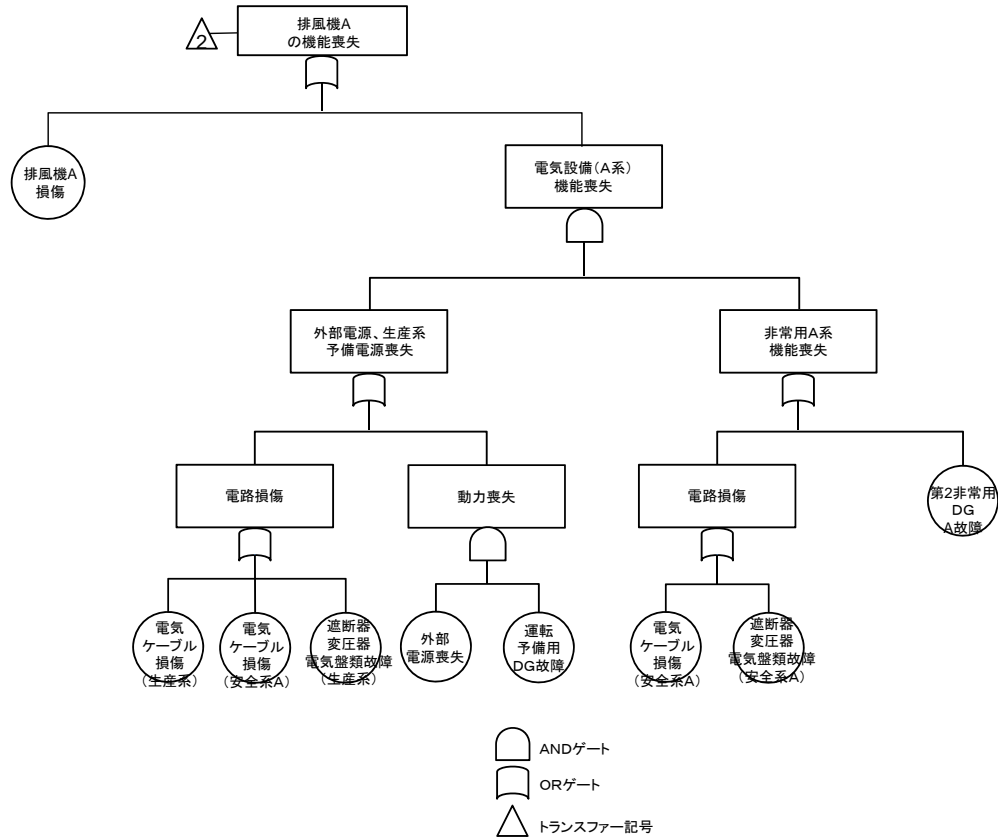 排風機A
の機能喪失
2
排風機A
損傷
電気設備(A系)
機能喪失
外部電源、生産系
予備電源喪失
非常用A系
機能喪失
電路損傷
動力喪失
電路損傷
第2非常用
DG
A故障
電気
ケーブル
損傷
(生産系)
電気
ケーブル
損傷
(安全系A)
遮断器
変圧器
電気盤類故障
(生産系)
外部
電源喪失
運転
予備用
DG故障
電気
ケーブル
損傷
(安全系A)
遮断器
変圧器
電気盤類故障
(安全系A)
ANDゲート
ORゲート
トランスファー記号